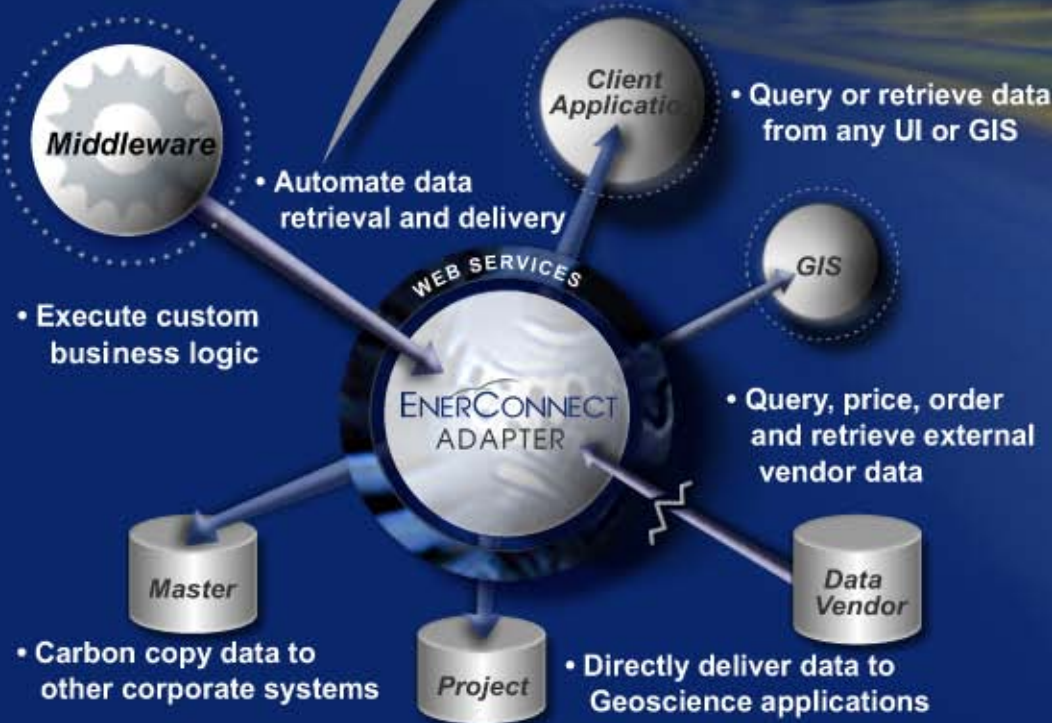 Middleware
Client
Application
• Query or retrieve data
from any UI or GIS
• Automate data
retrieval and delivery
WEB SERVICES
GIS
• Execute custom
business logic
ENERCONNECT
ADAPTER
• Query, price, order
and retrieve external
vendor data
Master
Data
Vendor
• Carbon copy data to
other corporate systems
Project
• Directly deliver data to
Geoscience applications